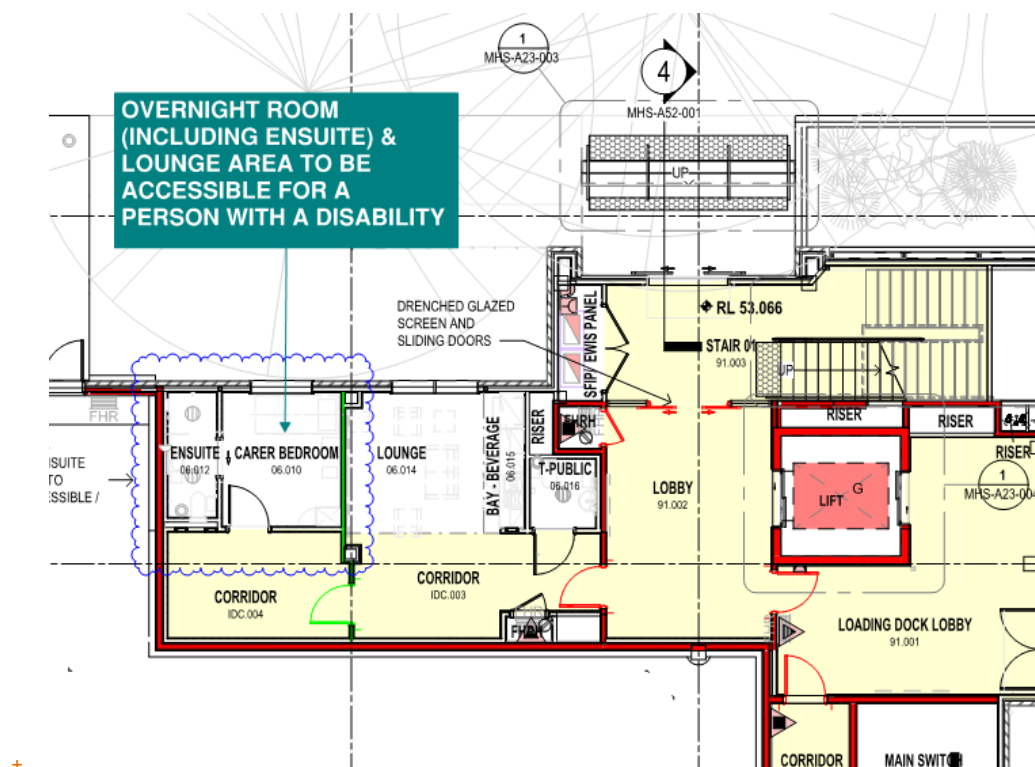 1
MHS-A23-003
4
MHS-A52-001
OVERNIGHT ROOM
(INCLUDING ENSUITE) &
LOUNGE AREA TO BE
ACCESSIBLE FOR A
PERSON WITH A DISABILITY
UP
DRENCHED GLAZED
SCREEN AND
SLIDING DOORS
SFIP/ EWIS PANEL
RL 53.066
STAIR 01
91.003
UP
FHR
RISER
FHRH
RISER
RISER
RISER
ENSUITE
06.012
CARER BEDROOM
06.010
LOUNGE
06.014
BAY - BEVERAGE
06.015
T-PUBLIC
06.016
LOBBY
91.002
LIFT
G
1
MHS-A23-004
NSUITE
TO
ESSIBLE /
CORRIDOR
IDC.004
CORRIDOR
IDC.003
FHRH
LOADING DOCK LOBBY
91.001
CORRIDOR
MAIN SWITCH